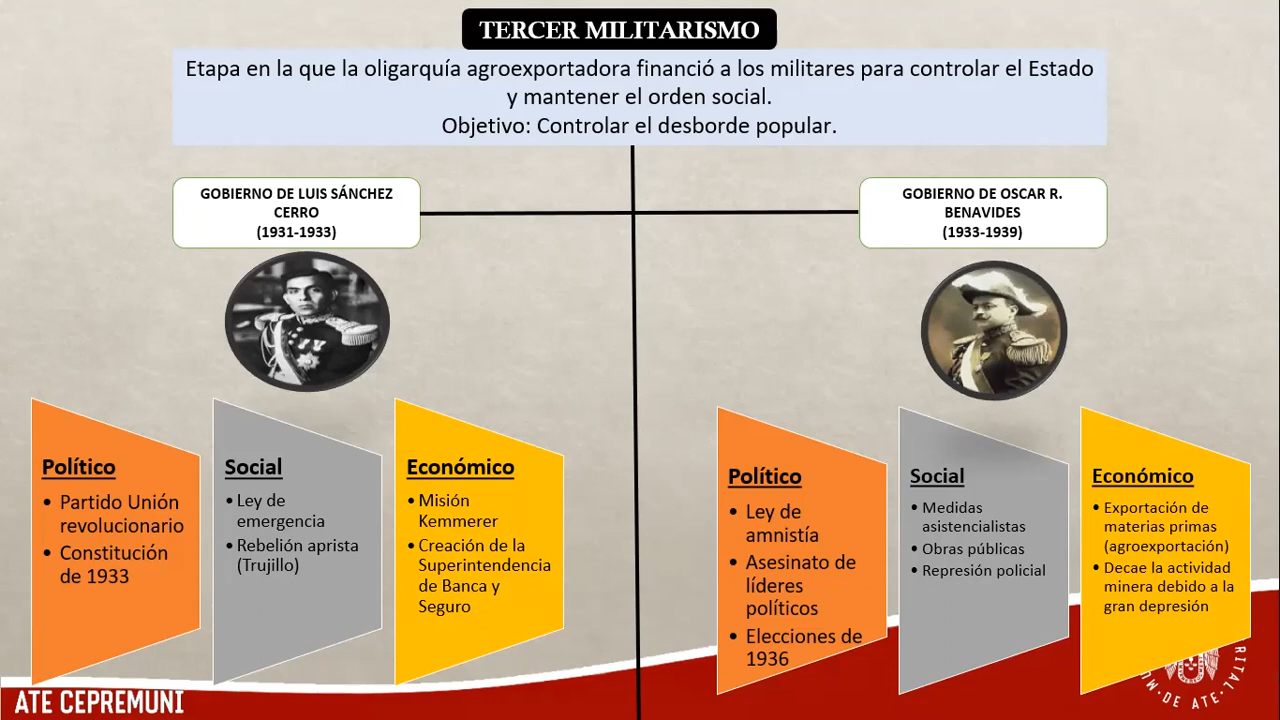 TERCER MILITARISMO
Etapa en la que la oligarquía agroexportadora financió a los militares para controlar el Estado
y mantener el orden social.
Objetivo: Controlar el desborde popular.
GOBIERNO DE LUIS SÁNCHEZ
CERRO
(1931-1933)
GOBIERNO DE OSCAR R.
BENAVIDES
(1933-1939)
Político
• Partido Unión
revolucionario
• Constitución
de 1933
Social
• Ley de
emergencia
• Rebelión aprista
(Trujillo)
Económico
• Misión
Kemmerer
• Creación de la
Superintendencia
de Banca y
Seguro
Político
• Ley de
amnistía
• Asesinato de
líderes
políticos
• Elecciones de
1936
Social
• Medidas
asistencialistas
• Obras públicas
• Represión policial
Económico
• Exportación de
materias primas
(agroexportación)
• Decae la actividad
minera debido a la
gran depresión
ATE CEPREMUNI
DE ATE